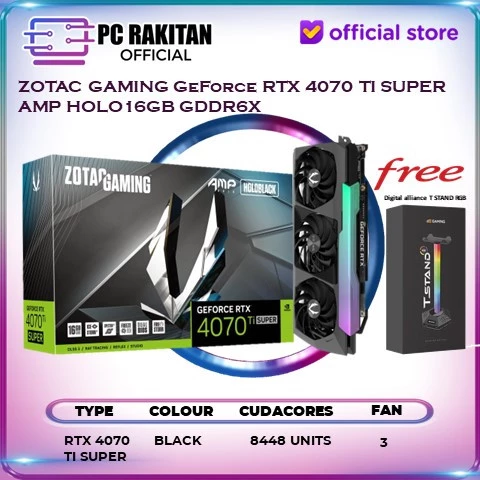 PC RAKITAN
OFFICIAL
official store
ZOTAC GAMING GeForce RTX 4070 TI SUPER
AMP HOLO16GB GDDR6X
free
Digital alliance T STAND RGB
ZOTAC GAMING
AMP
HOLOBLACK
GEFORCE RTX
4070 TI
SUPER
GEFORCE RTX
4070 TI SUPER
16GB
GEFORCE RTX
GAMING
T.STAND
TYPE COLOUR CUDACORES FAN
RTX 4070 BLACK 8448 UNITS 3
TI SUPER